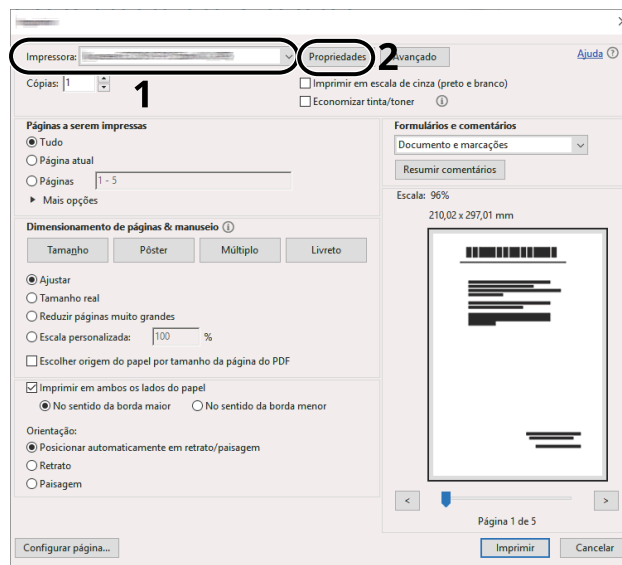 Impressora:
Propriedades
2
Avançado
Ajuda
Cópias: 1
1
Imprimir em escala de cinza (preto e branco)
Economizar tinta/toner
Páginas a serem impressas
Tudo
Página atual
Páginas 1 - 5
Mais opções
Formulários e comentários
Documento e marcações
Resumir comentários
Escala: 96%
210,02 x 297,01 mm
Dimensionamento de páginas & manuseio
Tamanho Pôster Múltiplo Livreto
Ajustar
Tamanho real
Reduzir páginas muito grandes
Escala personalizada: 100 %
Escolher origem do papel por tamanho da página do PDF
Imprimir em ambos os lados do papel
No sentido da borda maior No sentido da borda menor
Orientação:
Posicionar automaticamente em retrato/paisagem
Retrato
Paisagem
< >
Página 1 de 5
Configurar página... Imprimir Cancelar